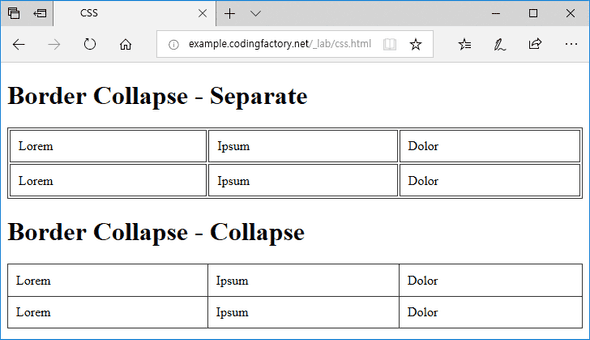 CSS
example.codingfactory.net/_lab/css.html
Border Collapse - Separate
Lorem Ipsum Dolor
Lorem Ipsum Dolor
Border Collapse - Collapse
Lorem Ipsum Dolor
Lorem Ipsum Dolor